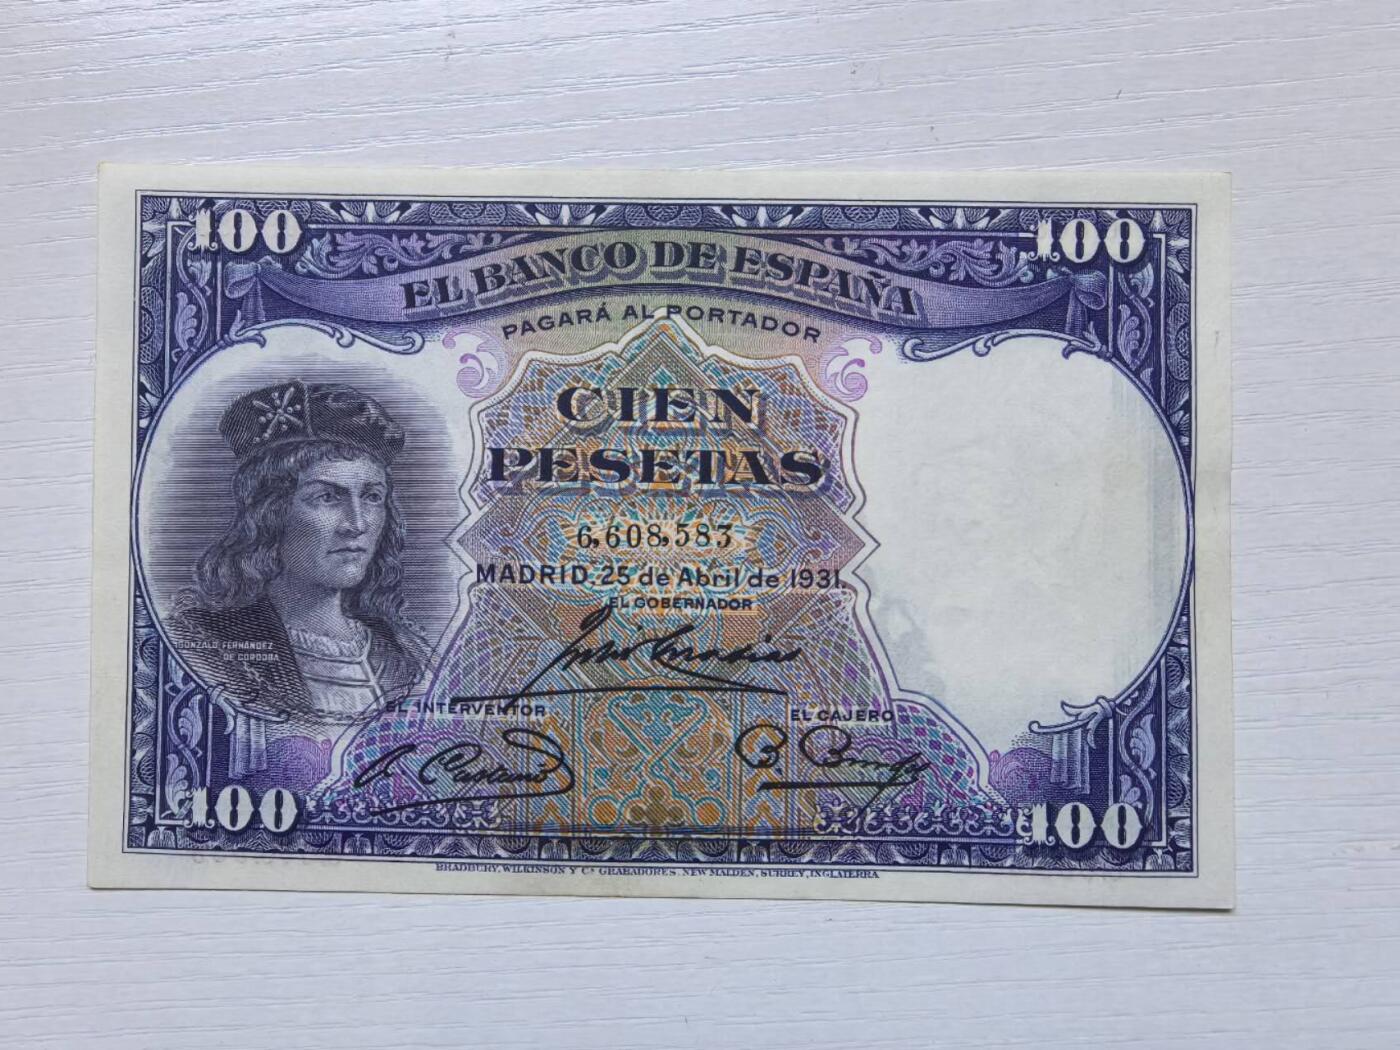 100 100
EL BANCO DE ESPAÑA
PAGARÁ AL PORTADOR
CIEN
PESETAS
6,608,583
MADRID, 25 de Abril de 1931.
EL GOBERNADOR
GONZALO FERNÁNDEZ
DE CÓRDOBA
EL INTERVENTOR
EL CAJERO
100 100
BRADBURY, WILKINSON Y Cª GRABADORES. NEW MALDEN, SURREY, INGLATERRA